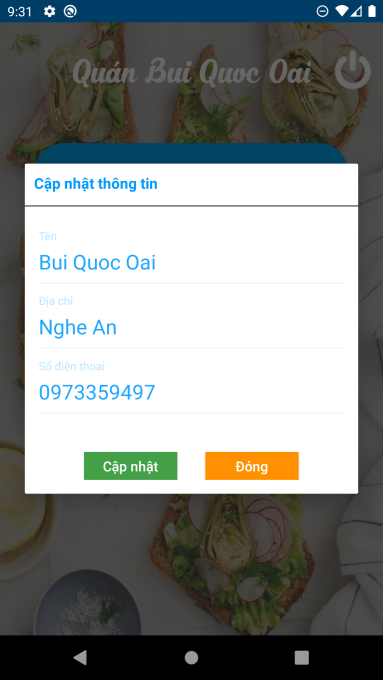 9:31
Quán Bui Quoc Oai
Cập nhật thông tin
Tên
Bui Quoc Oai
Địa chỉ
Nghe An
Số điện thoại
0973359497
Cập nhật
Đóng